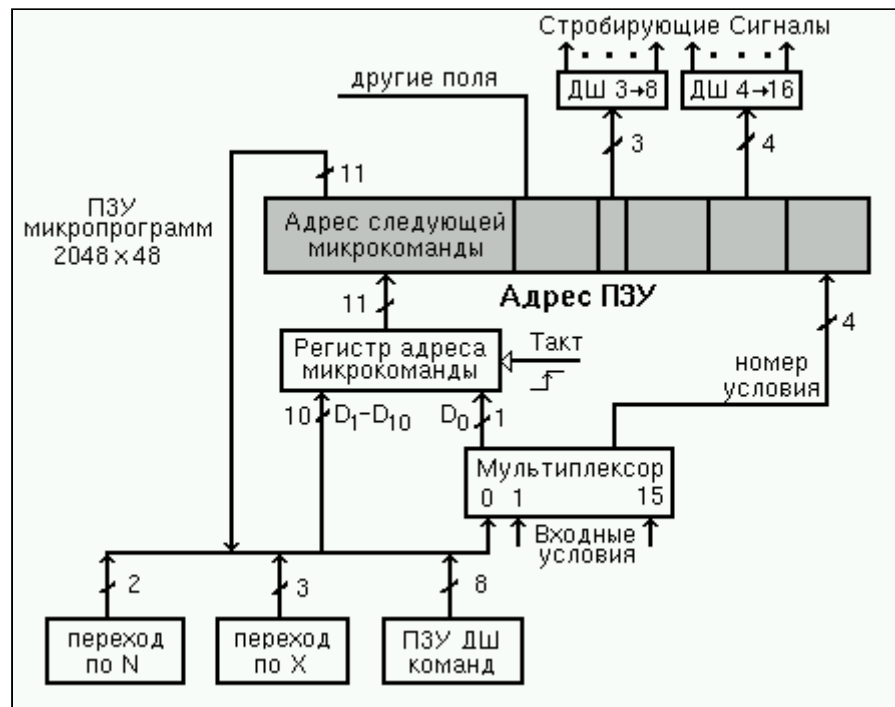 Стробирующие Сигналы
другие поля
ДШ 3→8
ДШ 4→16
3
4
11
ПЗУ
микропрограмм
2048 x 48
Адрес следующей
микрокоманды
11
Адрес ПЗУ
4
Регистр адреса
микрокоманды
Такт
номер
условия
10 D₁-D₁₀
D₀ 1
Мультиплексор
0 1 15
Входные
условия
2
3
8
переход
по N
переход
по X
ПЗУ ДШ
команд